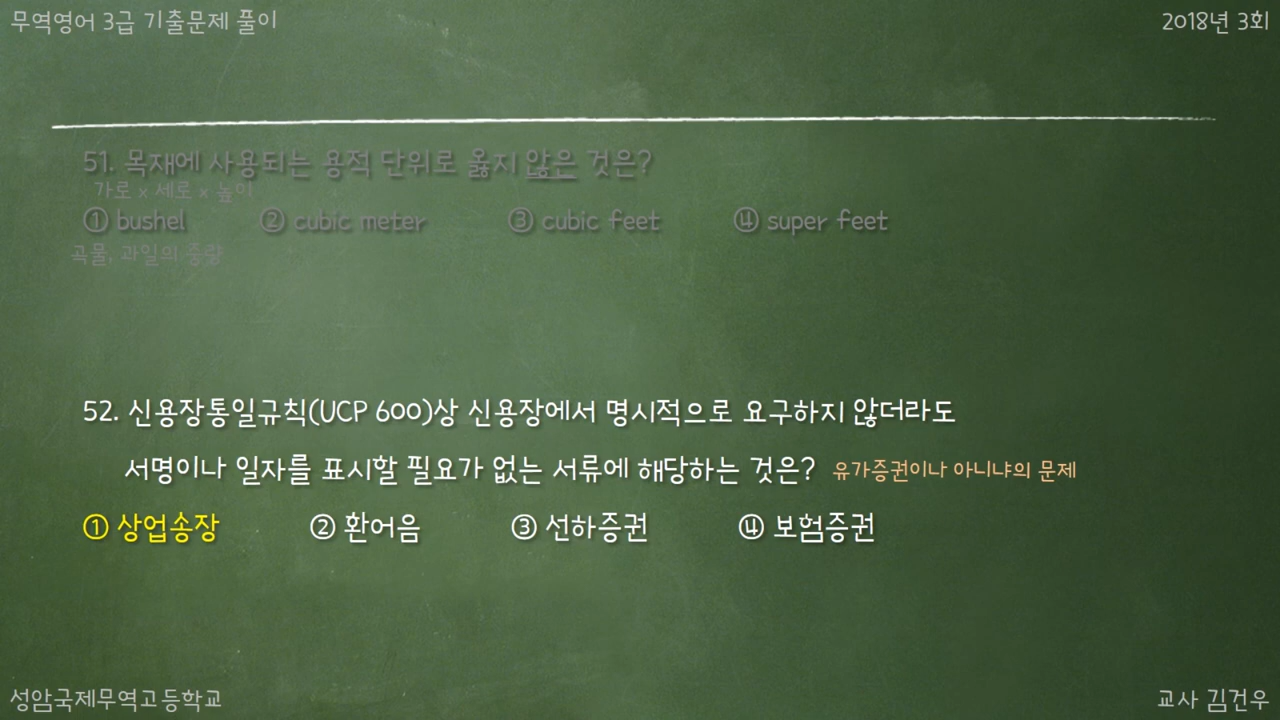 무역영어 3급 기출문제 풀이
2018년 3회
51. 목재에 사용되는 용적 단위로 옳지 않은 것은?
가로 x 세로 x 높이
① bushel ② cubic meter ③ cubic feet ④ super feet
곡물, 과일의 중량
52. 신용장통일규칙(UCP 600)상 신용장에서 명시적으로 요구하지 않더라도
서명이나 일자를 표시할 필요가 없는 서류에 해당하는 것은? 유가증권이나 아니냐의 문제
① 상업송장 ② 환어음 ③ 선하증권 ④ 보험증권
성암국제무역고등학교
교사 김건우